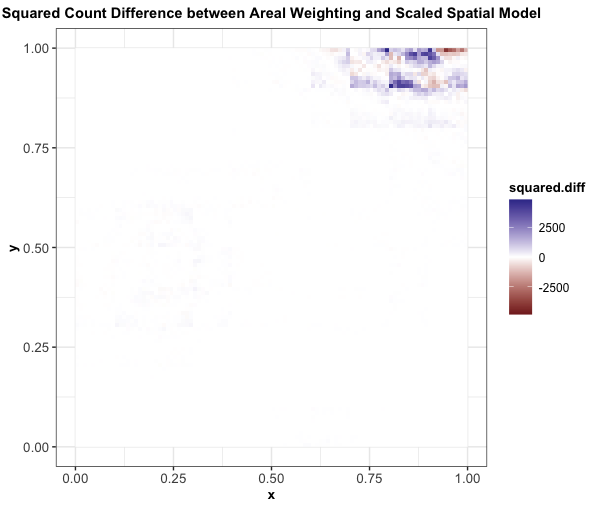 Squared Count Difference between Areal Weighting and Scaled Spatial Model
1.00
0.75
0.50
0.25
0.00
y
0.00 0.25 0.50 0.75 1.00
x
squared.diff
2500
0
-2500